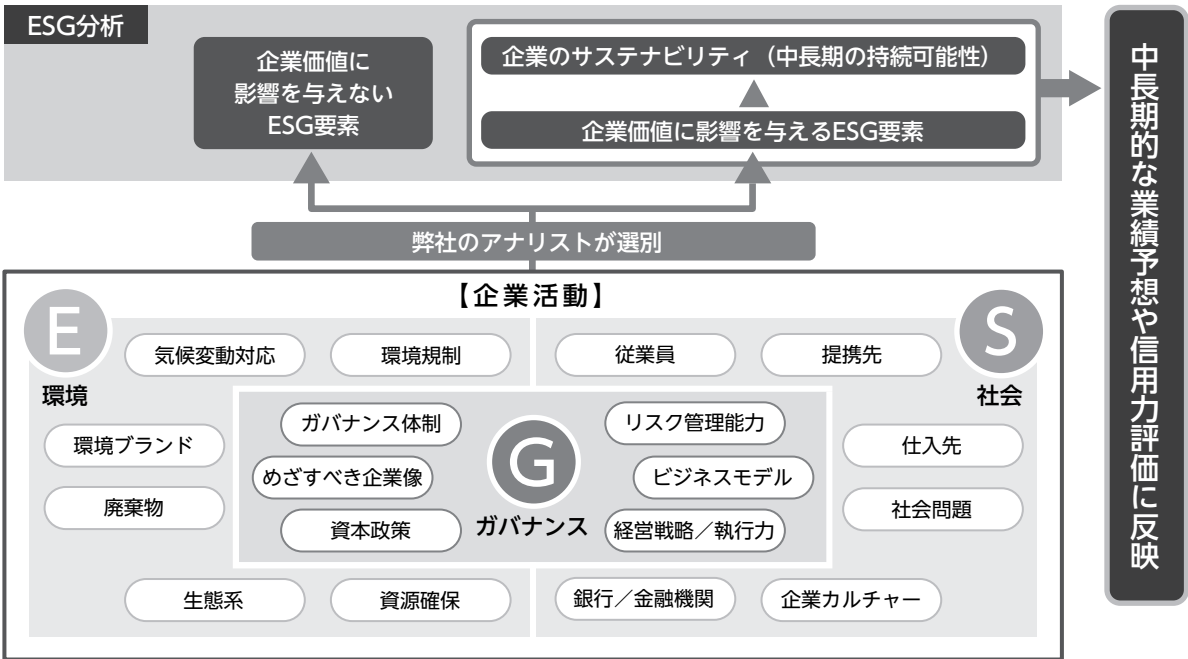 ESG分析
企業価値に
影響を与えない
ESG要素
企業のサステナビリティ（中長期の持続可能性）
企業価値に影響を与えるESG要素
中長期的な業績予想や信用力評価に反映
弊社のアナリストが選別
【企業活動】
E
環境
気候変動対応
環境規制
環境ブランド
廃棄物
生態系
資源確保
ガバナンス体制
めざすべき企業像
資本政策
G
ガバナンス
リスク管理能力
ビジネスモデル
経営戦略／執行力
S
社会
従業員
提携先
仕入先
社会問題
銀行／金融機関
企業カルチャー